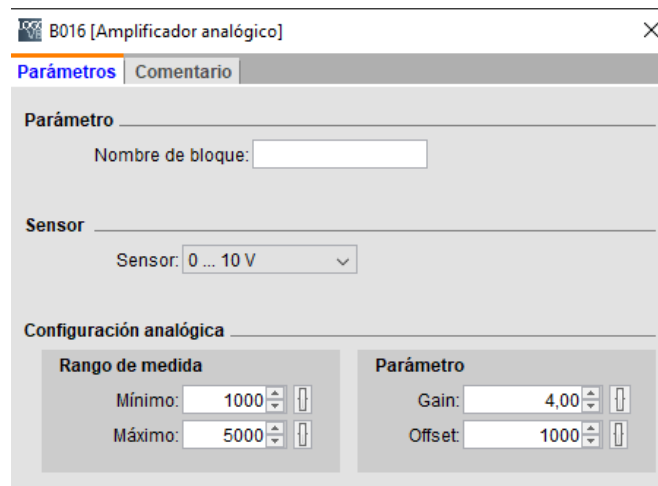 B016 [Amplificador analógico]
Parámetros Comentario
Parámetro
Nombre de bloque:
Sensor
Sensor: 0 ... 10 V
Configuración analógica
Rango de medida
Mínimo: 1000
Máximo: 5000
Parámetro
Gain: 4,00
Offset: 1000